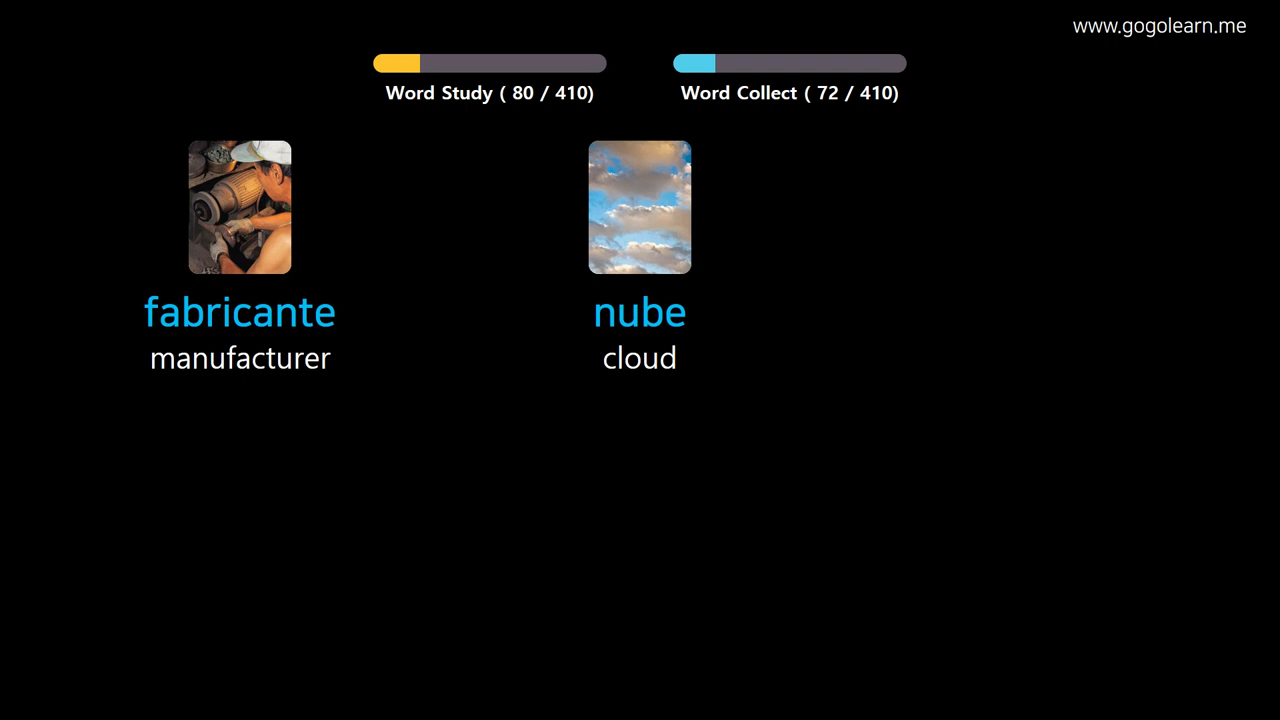 www.gogolearn.me
Word Study ( 80 / 410)
Word Collect ( 72 / 410)
fabricante
manufacturer
nube
cloud